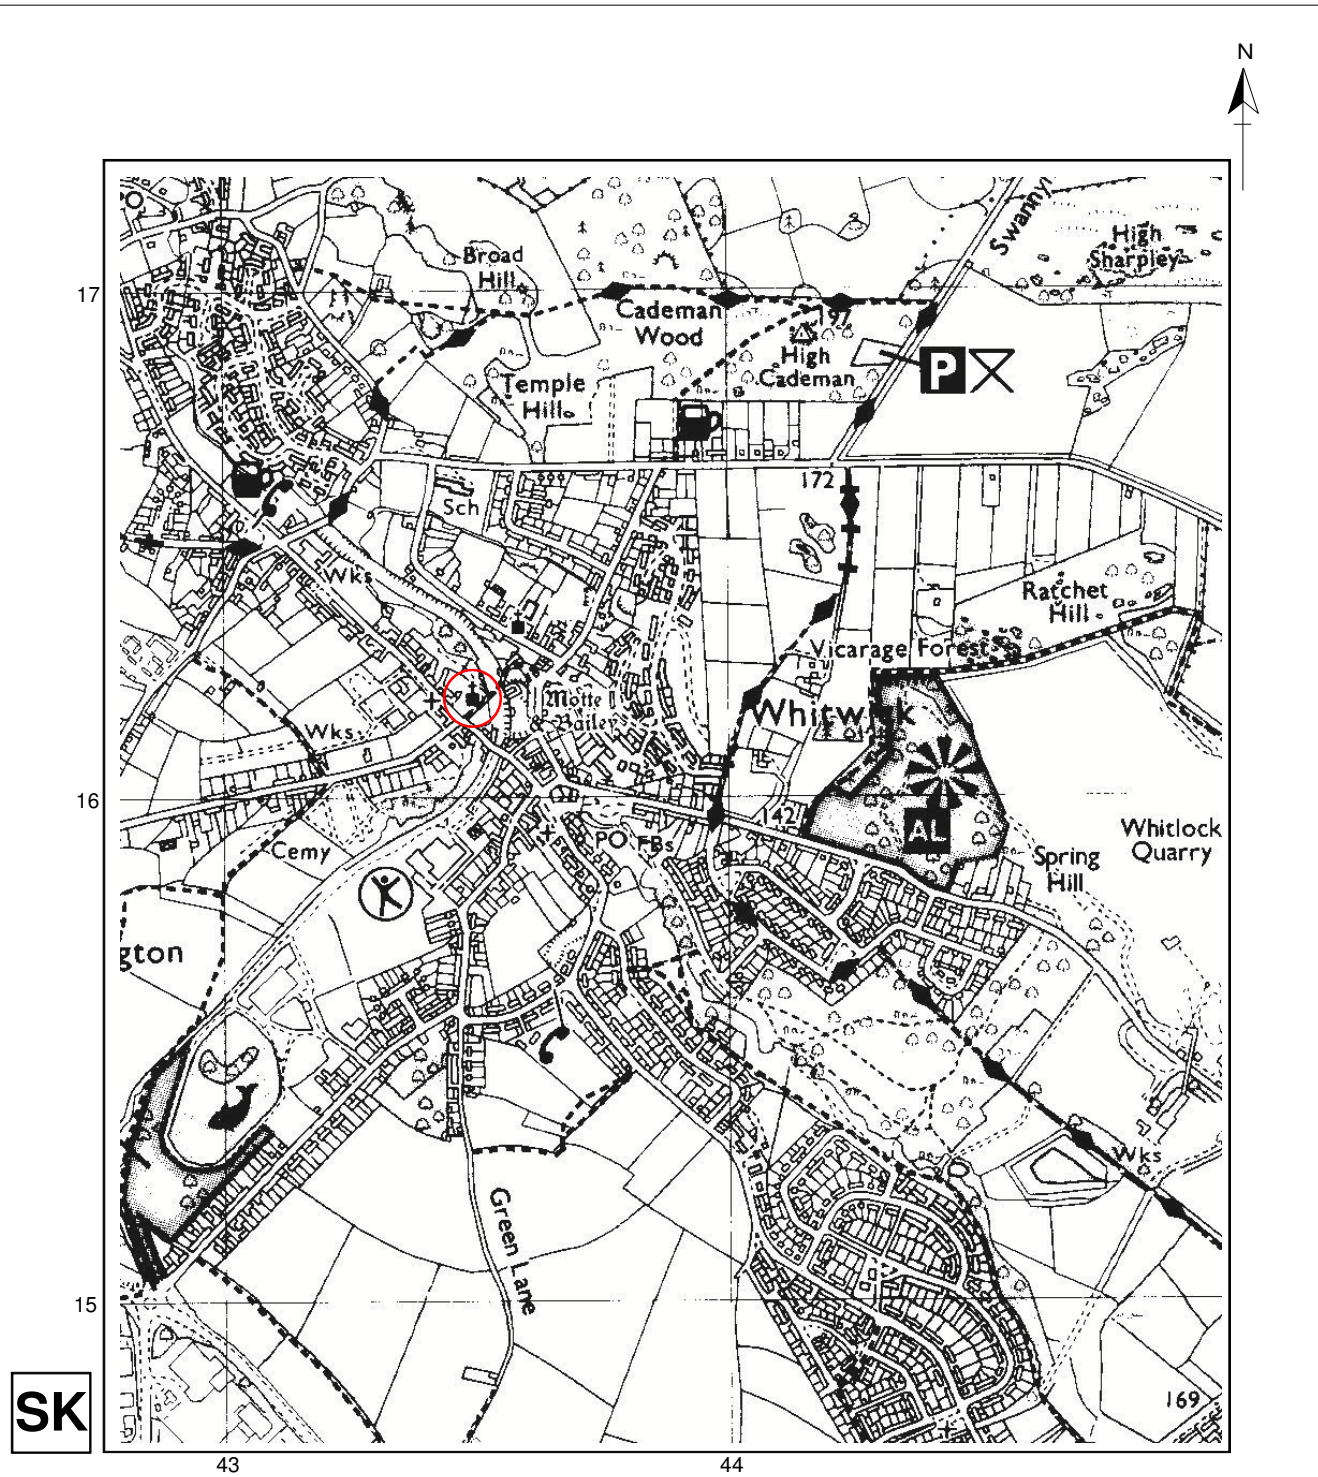 N
Swanny
High
Sharpley
Broad
Hill
17
Cademan
Wood
197
High
Cademan
P
Temple
Hill
172
Sch
Wks
Ratchet
Hill
Vicarage Forest
Motte
& Bailey
Whitwick
Wks
16
142
AL
Whitlock
Quarry
PO
FBs
Cemy
Spring
Hill
gton
Wks
Green Lane
15
169
SK
43
44